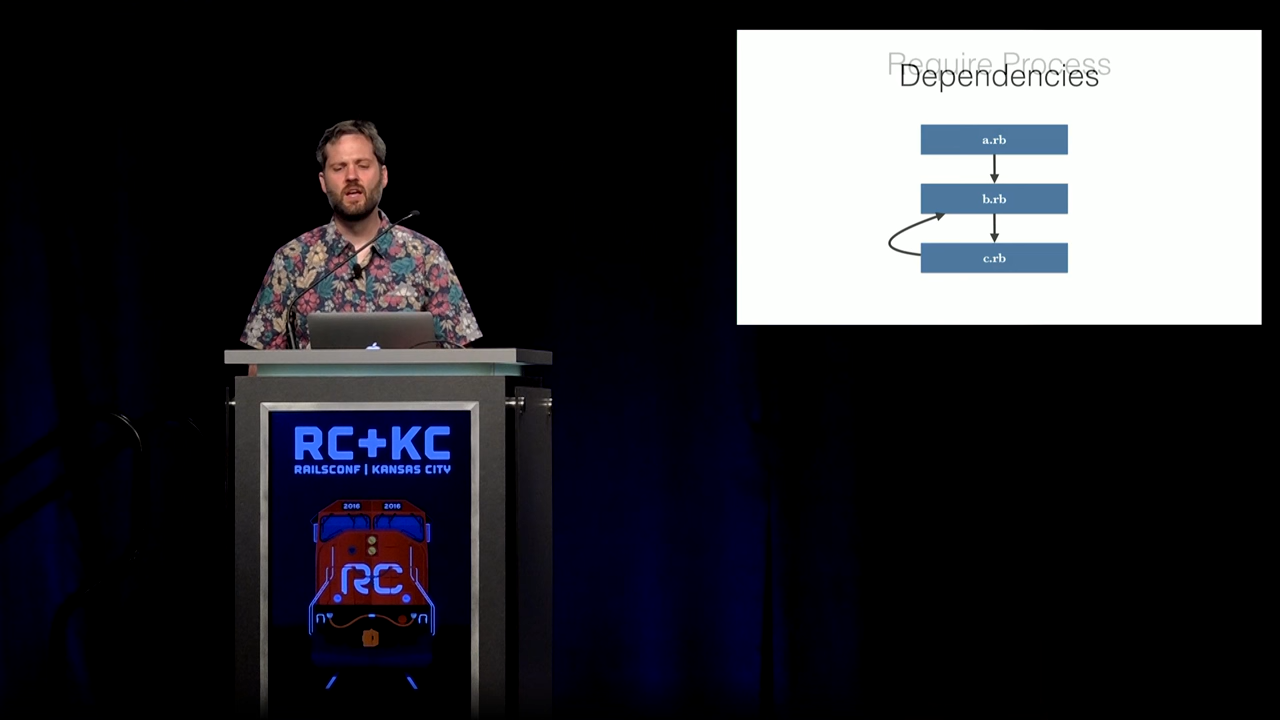 Require Process
Dependencies
a.rb
b.rb
c.rb
RC+KC
RAILSCONF | KANSAS CITY
2016 2016
RC